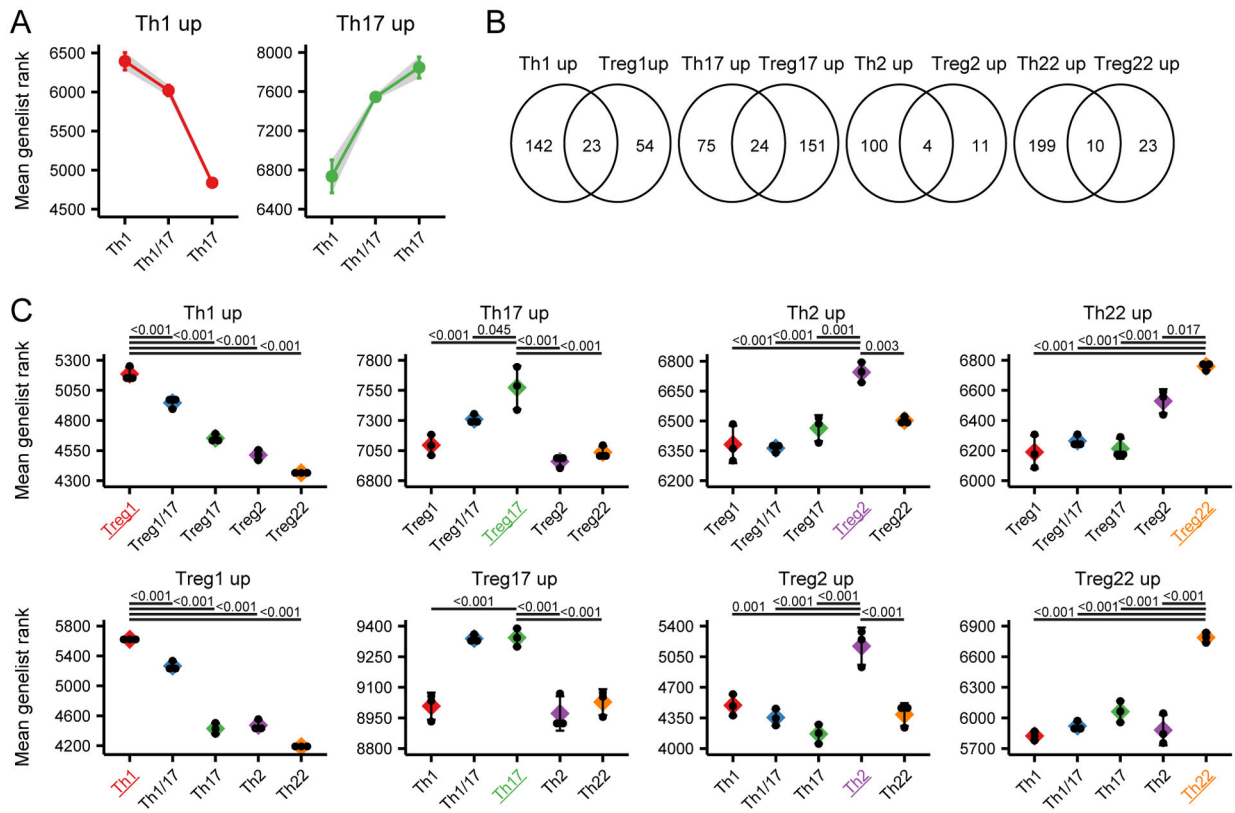 A
Th1 up
Th17 up
Mean genelist rank
6500
6000
5500
5000
4500
Th1
Th1/17
Th17
8000
7600
7200
6800
6400
Th1
Th1/17
Th17
B
Th1 up Treg1up Th17 up Treg17 up Th2 up Treg2 up Th22 up Treg22 up
142 23 54 75 24 151 100 4 11 199 10 23
C
Th1 up
<0.001
<0.001
<0.001
<0.001
Mean genelist rank
5300
5050
4800
4550
4300
Treg1
Treg1/17
Treg17
Treg2
Treg22
Th17 up
0.045
<0.001
<0.001
<0.001
7800
7550
7300
7050
6800
Treg1
Treg1/17
Treg17
Treg2
Treg22
Th2 up
0.001
<0.001
<0.001
0.003
6800
6650
6500
6350
6200
Treg1
Treg1/17
Treg17
Treg2
Treg22
Th22 up
0.017
<0.001
<0.001
<0.001
6800
6600
6400
6200
6000
Treg1
Treg1/17
Treg17
Treg2
Treg22
Treg1 up
<0.001
<0.001
<0.001
<0.001
Mean genelist rank
5800
5400
5000
4600
4200
Th1
Th1/17
Th17
Th2
Th22
Treg17 up
<0.001
<0.001
<0.001
9400
9250
9100
8950
8800
Th1
Th1/17
Th17
Th2
Th22
Treg2 up
<0.001
<0.001
0.001
<0.001
5400
5050
4700
4350
4000
Th1
Th1/17
Th17
Th2
Th22
Treg22 up
<0.001
<0.001
<0.001
<0.001
6900
6600
6300
6000
5700
Th1
Th1/17
Th17
Th2
Th22